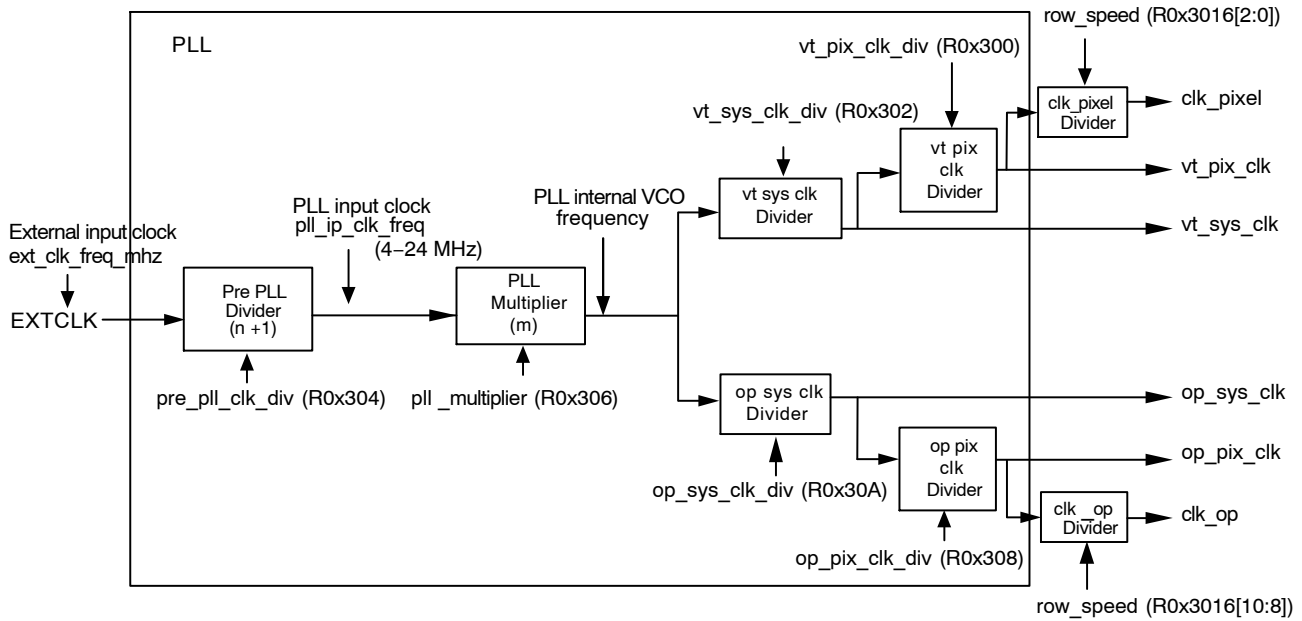 row_speed (R0x3016[2:0])
PLL
vt_pix_clk_div (R0x300)
clk_pixel
Divider
clk_pixel
vt_sys_clk_div (R0x302)
vt pix
clk
Divider
vt_pix_clk
PLL input clock
pll_ip_clk_freq
(4–24 MHz)
PLL internal VCO
frequency
vt sys clk
Divider
vt_sys_clk
External input clock
ext_clk_freq_mhz
EXTCLK
Pre PLL
Divider
(n +1)
PLL
Multiplier
(m)
pre_pll_clk_div (R0x304)
pll _multiplier (R0x306)
op sys clk
Divider
op_sys_clk
op pix
clk
Divider
op_pix_clk
op_sys_clk_div (R0x30A)
clk _op
Divider
clk_op
op_pix_clk_div (R0x308)
row_speed (R0x3016[10:8])